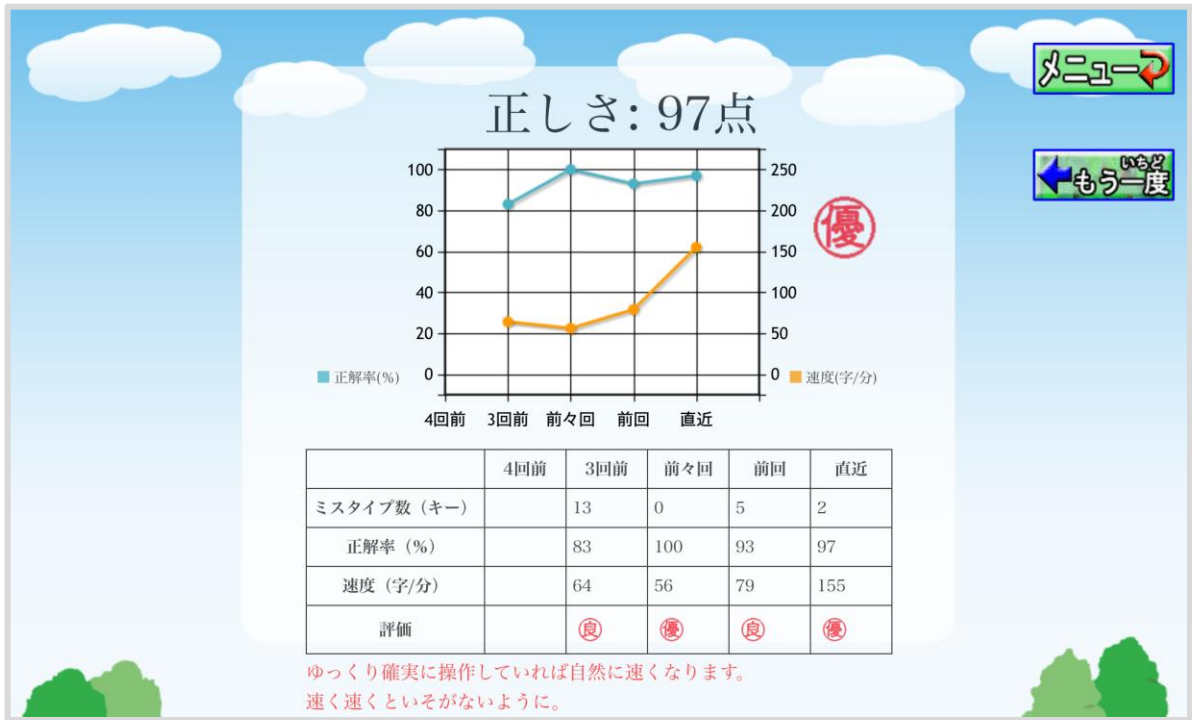 メニュー
正しさ: 97点
いちど
もう一度
100 250
80 200
優
60 150
40 100
20 50
正解率(%) 0 0 速度(字/分)
4回前 3回前 前々回 前回 直近
4回前 3回前 前々回 前回 直近
ミスタイプ数（キー） 13 0 5 2
正解率（%） 83 100 93 97
速度（字/分） 64 56 79 155
評価 良 優 良 優
ゆっくり確実に操作していれば自然に速くなります。
速く速くといそがないように。